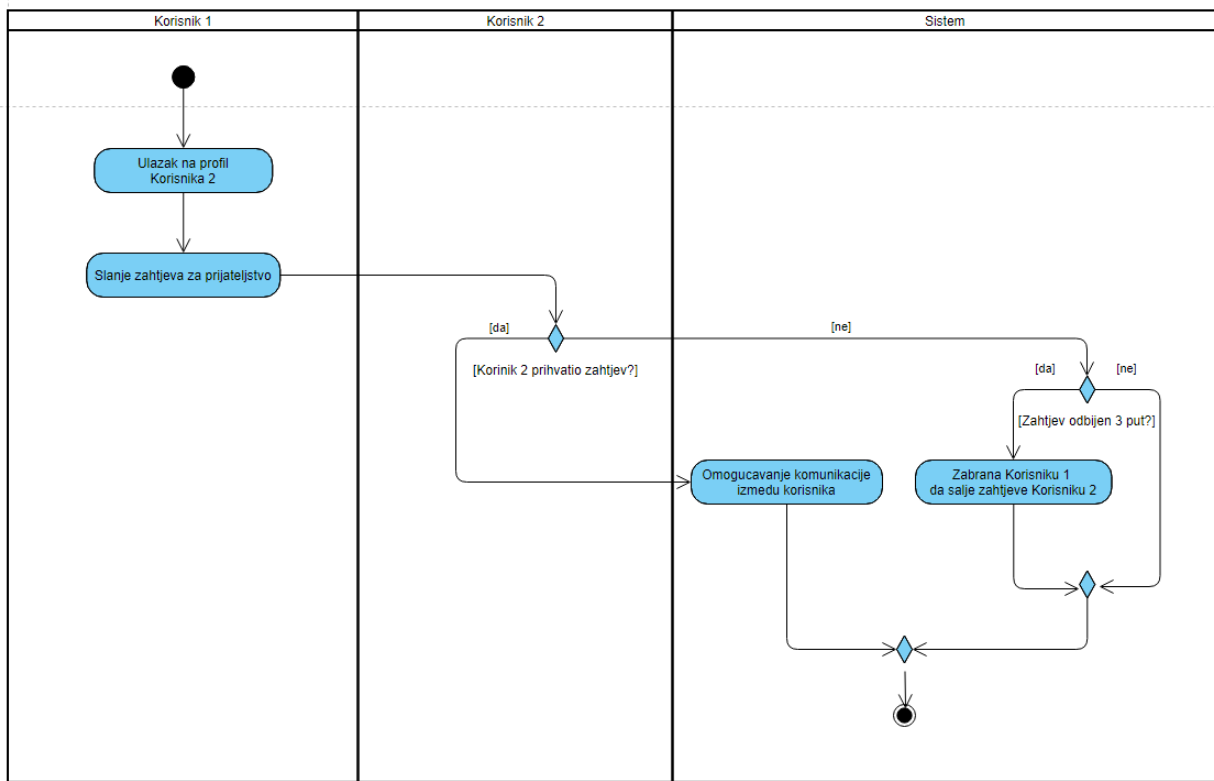 Korisnik 1
Korisnik 2
Sistem
Ulazak na profil
Korisnika 2
Slanje zahtjeva za prijateljstvo
[da]
[ne]
[Korinik 2 prihvatio zahtjev?]
[da]
[ne]
[Zahtjev odbijen 3 put?]
Omogucavanje komunikacije
izmedu korisnika
Zabrana Korisniku 1
da salje zahtjeve Korisniku 2